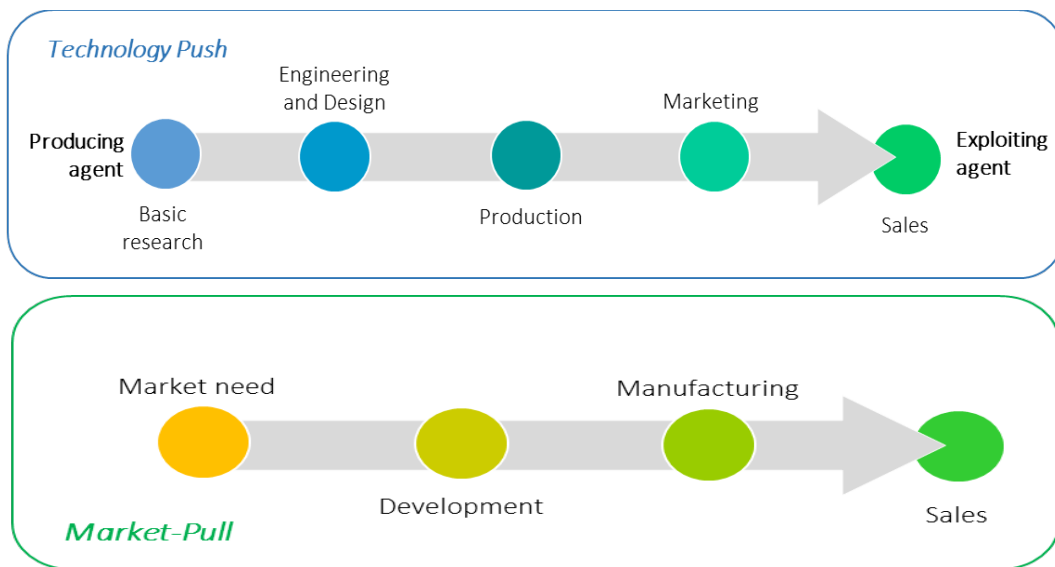 Technology Push
Engineering
and Design
Marketing
Producing
agent
Exploiting
agent
Basic
research
Production
Sales
Market need
Manufacturing
Development
Sales
Market-Pull